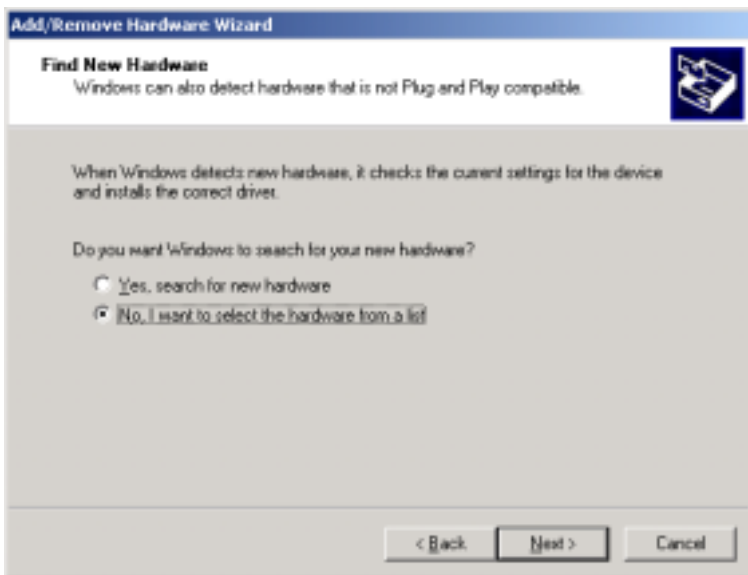 Add/Remove Hardware Wizard
Find New Hardware
Windows can also detect hardware that is not Plug and Play compatible.
When Windows detects new hardware, it checks the current settings for the device
and installs the correct driver.
Do you want Windows to search for your new hardware?
Yes, search for new hardware
No, I want to select the hardware from a list
< Back
Next >
Cancel